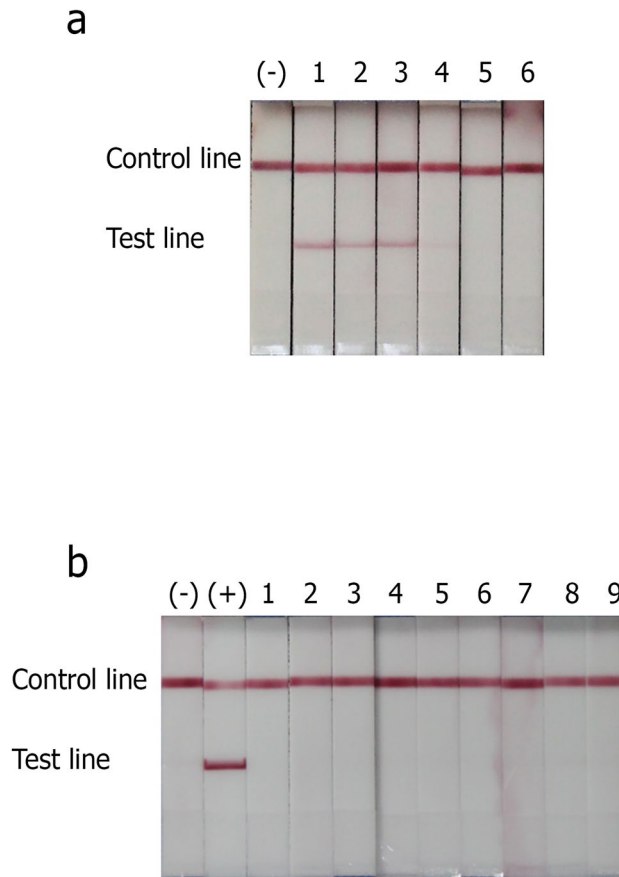 a
(-) 1 2 3 4 5 6
Control line
Test line
b
(-) (+) 1 2 3 4 5 6 7 8 9
Control line
Test line